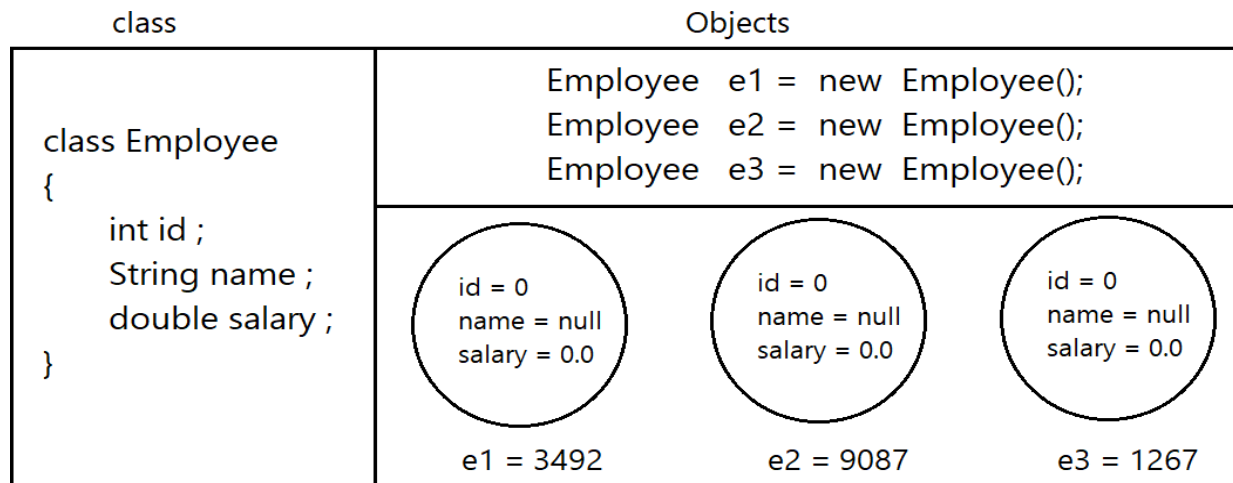 class
Objects
class Employee
{
int id ;
String name ;
double salary ;
}
Employee e1 = new Employee();
Employee e2 = new Employee();
Employee e3 = new Employee();
id = 0
name = null
salary = 0.0
e1 = 3492
id = 0
name = null
salary = 0.0
e2 = 9087
id = 0
name = null
salary = 0.0
e3 = 1267